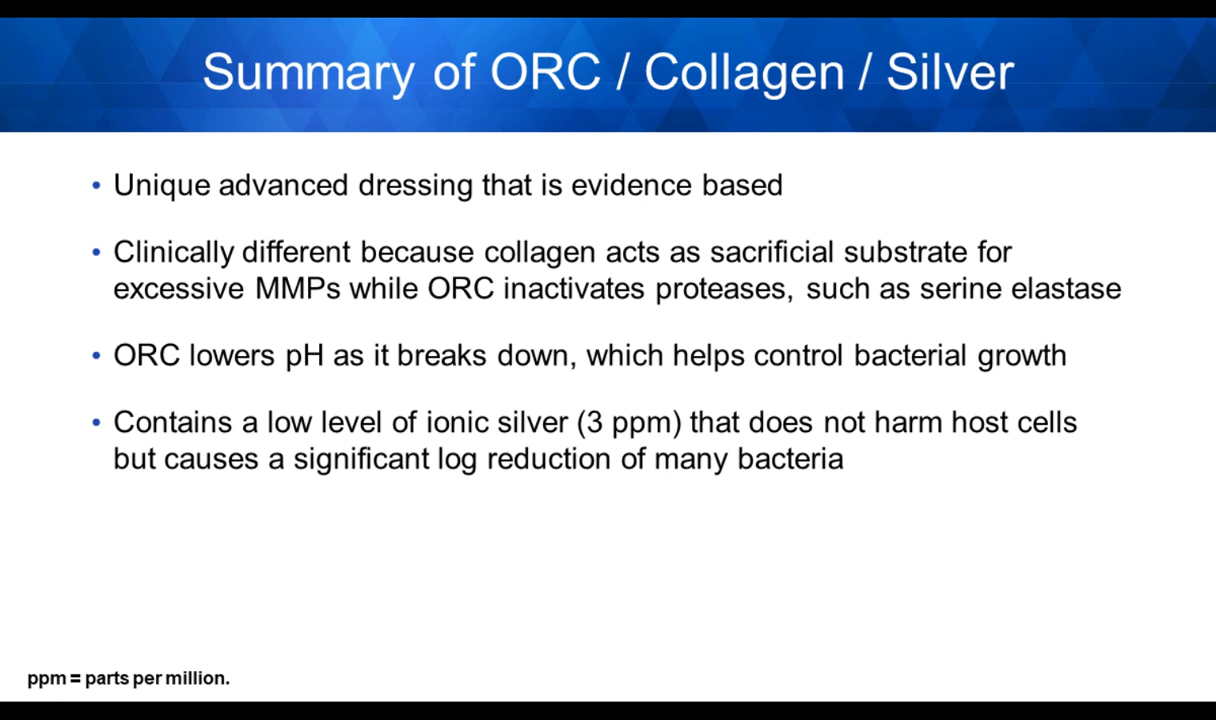 Summary of ORC / Collagen / Silver
• Unique advanced dressing that is evidence based
• Clinically different because collagen acts as sacrificial substrate for
excessive MMPs while ORC inactivates proteases, such as serine elastase
• ORC lowers pH as it breaks down, which helps control bacterial growth
• Contains a low level of ionic silver (3 ppm) that does not harm host cells
but causes a significant log reduction of many bacteria
ppm = parts per million.